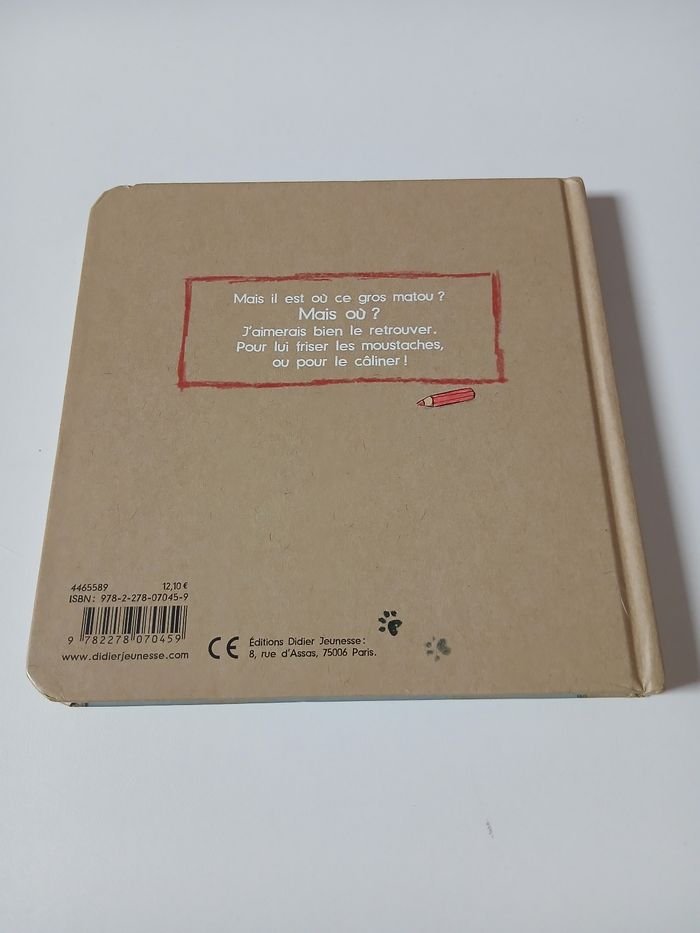 Mais il est où ce gros matou ?
Mais où ?
J'aimerais bien le retrouver.
Pour lui friser les moustaches,
ou pour le câliner !
4465589 12,10 €
ISBN : 978-2-278-07045-9
9 782278 070459
www.didierjeunesse.com
CE
Éditions Didier Jeunesse :
8, rue d'Assas, 75006 Paris.